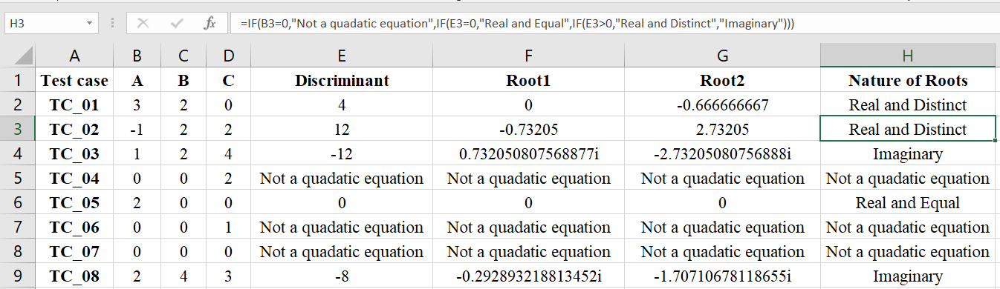 H3 fx =IF(B3=0,"Not a quadatic equation",IF(E3=0,"Real and Equal",IF(E3>0,"Real and Distinct","Imaginary")))
A B C D E F G H
1 Test case A B C Discriminant Root1 Root2 Nature of Roots
2 TC_01 3 2 0 4 0 -0.666666667 Real and Distinct
3 TC_02 -1 2 2 12 -0.73205 2.73205 Real and Distinct
4 TC_03 1 2 4 -12 0.732050807568877i -2.73205080756888i Imaginary
5 TC_04 0 0 2 Not a quadatic equation Not a quadatic equation Not a quadatic equation Not a quadatic equation
6 TC_05 2 0 0 0 0 0 Real and Equal
7 TC_06 0 0 1 Not a quadatic equation Not a quadatic equation Not a quadatic equation Not a quadatic equation
8 TC_07 0 0 0 Not a quadatic equation Not a quadatic equation Not a quadatic equation Not a quadatic equation
9 TC_08 2 4 3 -8 -0.292893218813452i -1.70710678118655i Imaginary